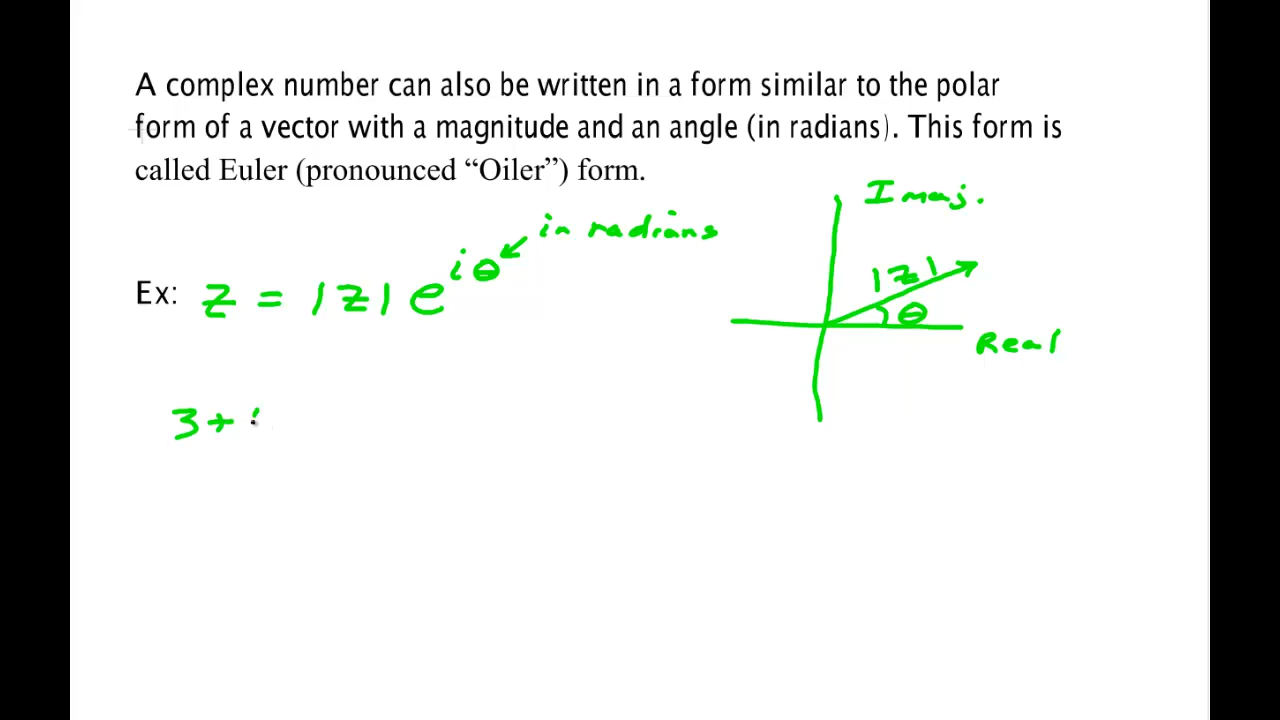 A complex number can also be written in a form similar to the polar
form of a vector with a magnitude and an angle (in radians). This form is
called Euler (pronounced “Oiler”) form.
Imag.
in radians
Ex: z = |z| e^{iθ}
|z|
θ
Real
3+